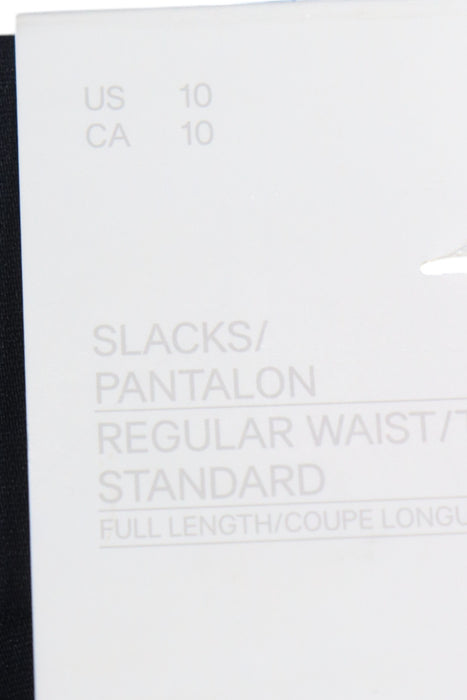 US 10
CA 10
SLACKS/
PANTALON
REGULAR WAIST/
STANDARD
FULL LENGTH/COUPE